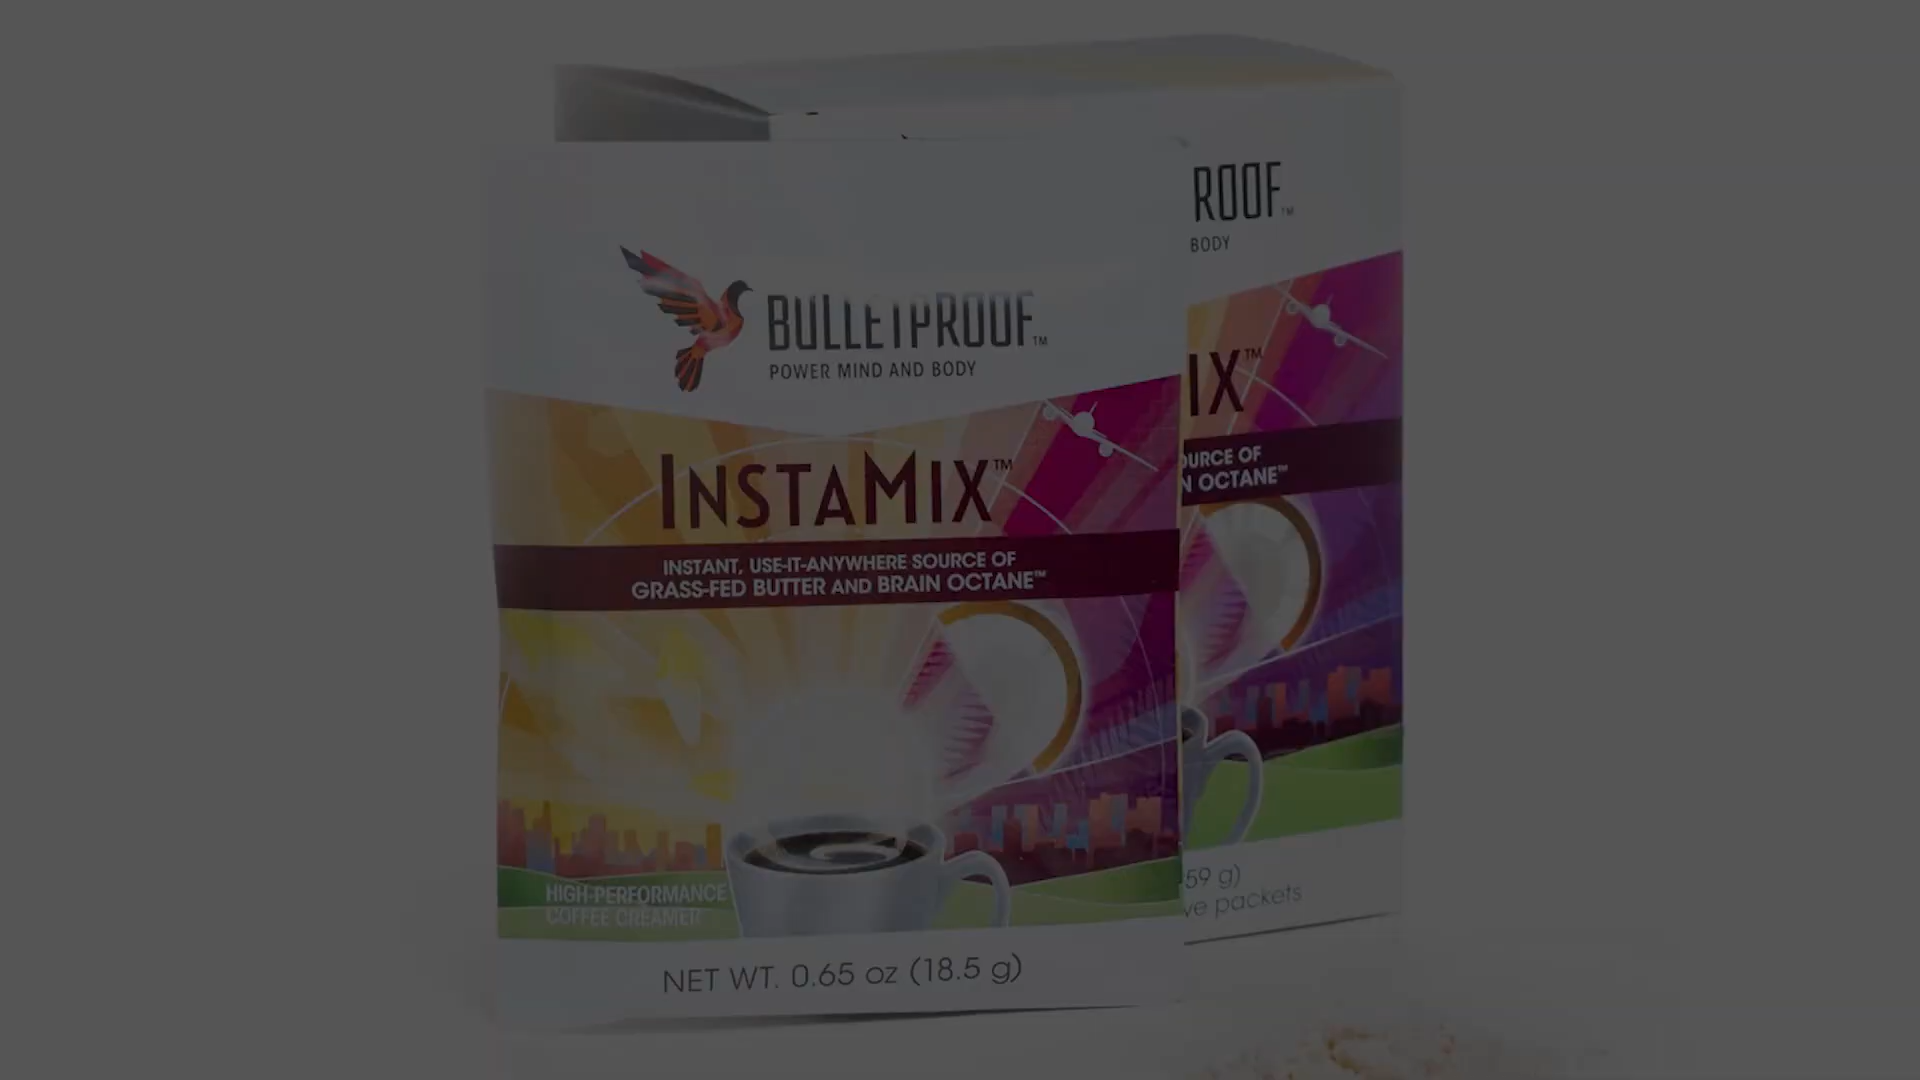 BULLETPROOF™
POWER MIND AND BODY
INSTAMIX™
INSTANT, USE-IT-ANYWHERE SOURCE OF
GRASS-FED BUTTER AND BRAIN OCTANE™
HIGH-PERFORMANCE
COFFEE CREAMER
NET WT. 0.65 oz (18.5 g)
ROOF™
BODY
IX™
OURCE OF
N OCTANE™
59 g)
ve packets